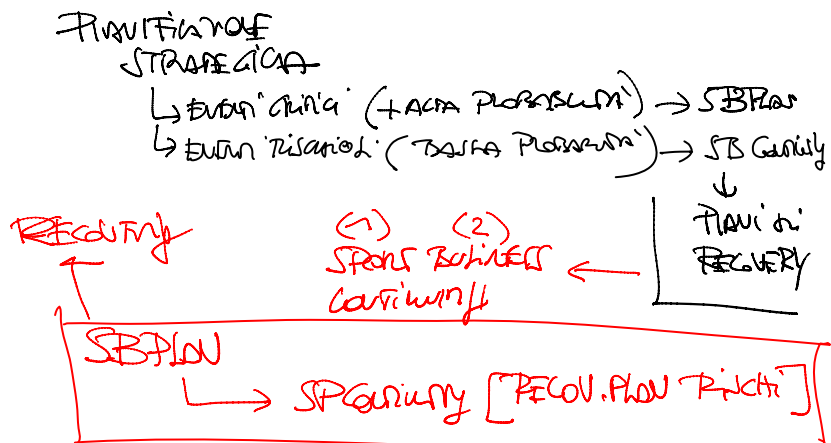 PIANIFICAZIONE
STRATEGICA
↳ EVENTI CRITICI (+ ALTA PROBABILITÀ) → SBPLAN
↳ EVENTI RISCHIOSI (BASSA PROBABILITÀ) → SB Continuity
↓
PIANI DI
RECOVERY
RECOVERY
(1) (2)
SPORTS BUSINESS
CONTINUITY
SBPLAN
→ SPContinuity [RECOV. PLAN RISCHI]